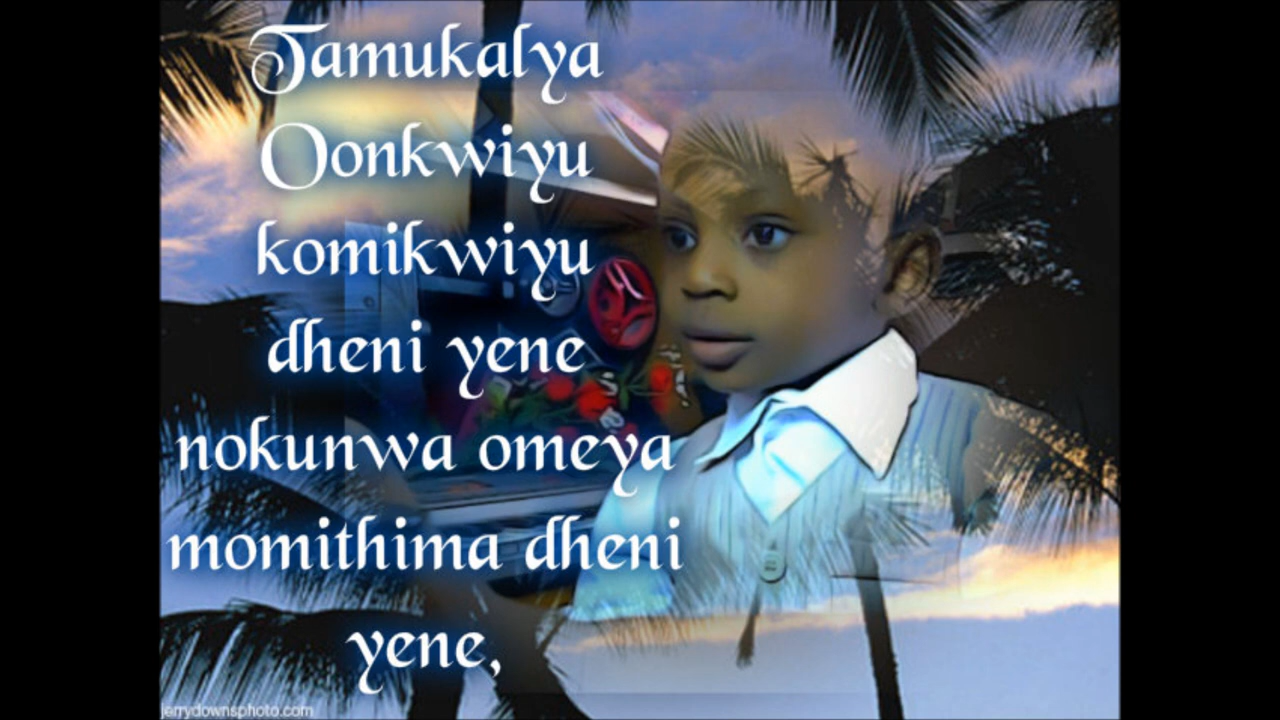 Tamukalya
Oonkwiyu
komikwiyu
dheni yene
nokunwa omeya
momithima dheni
yene,
jerrydownsphoto.com